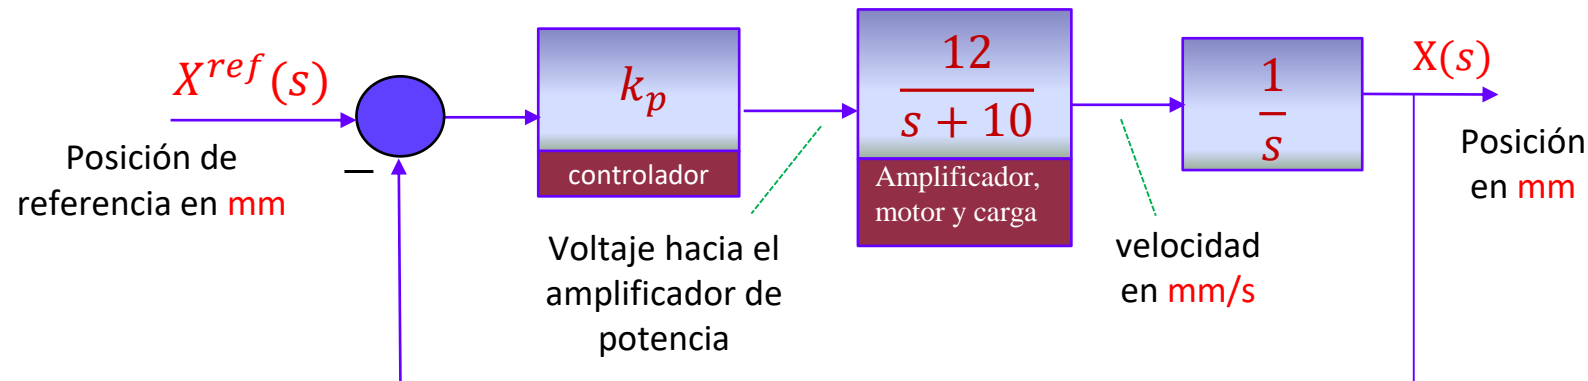 X^{ref}(s)
Posición de
referencia en mm
−
k_p
controlador
Voltaje hacia el
amplificador de
potencia
12
s + 10
Amplificador,
motor y carga
velocidad
en mm/s
1
s
X(s)
Posición
en mm